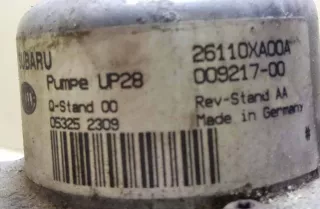 SUBARU 26110XA00A
Pumpe UP28 009217-00
Q-Stand 00 Rev-Stand AA
05325 2309 Made in Germany